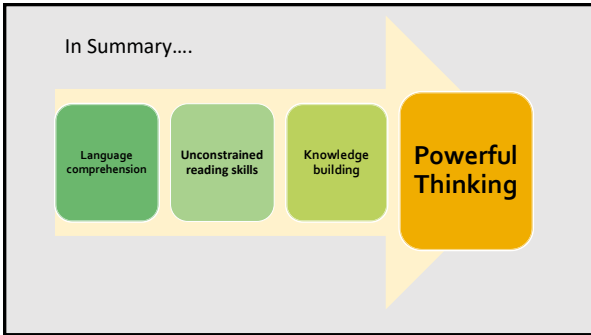 In Summary....
Language
comprehension
Unconstrained
reading skills
Knowledge
building
Powerful
Thinking